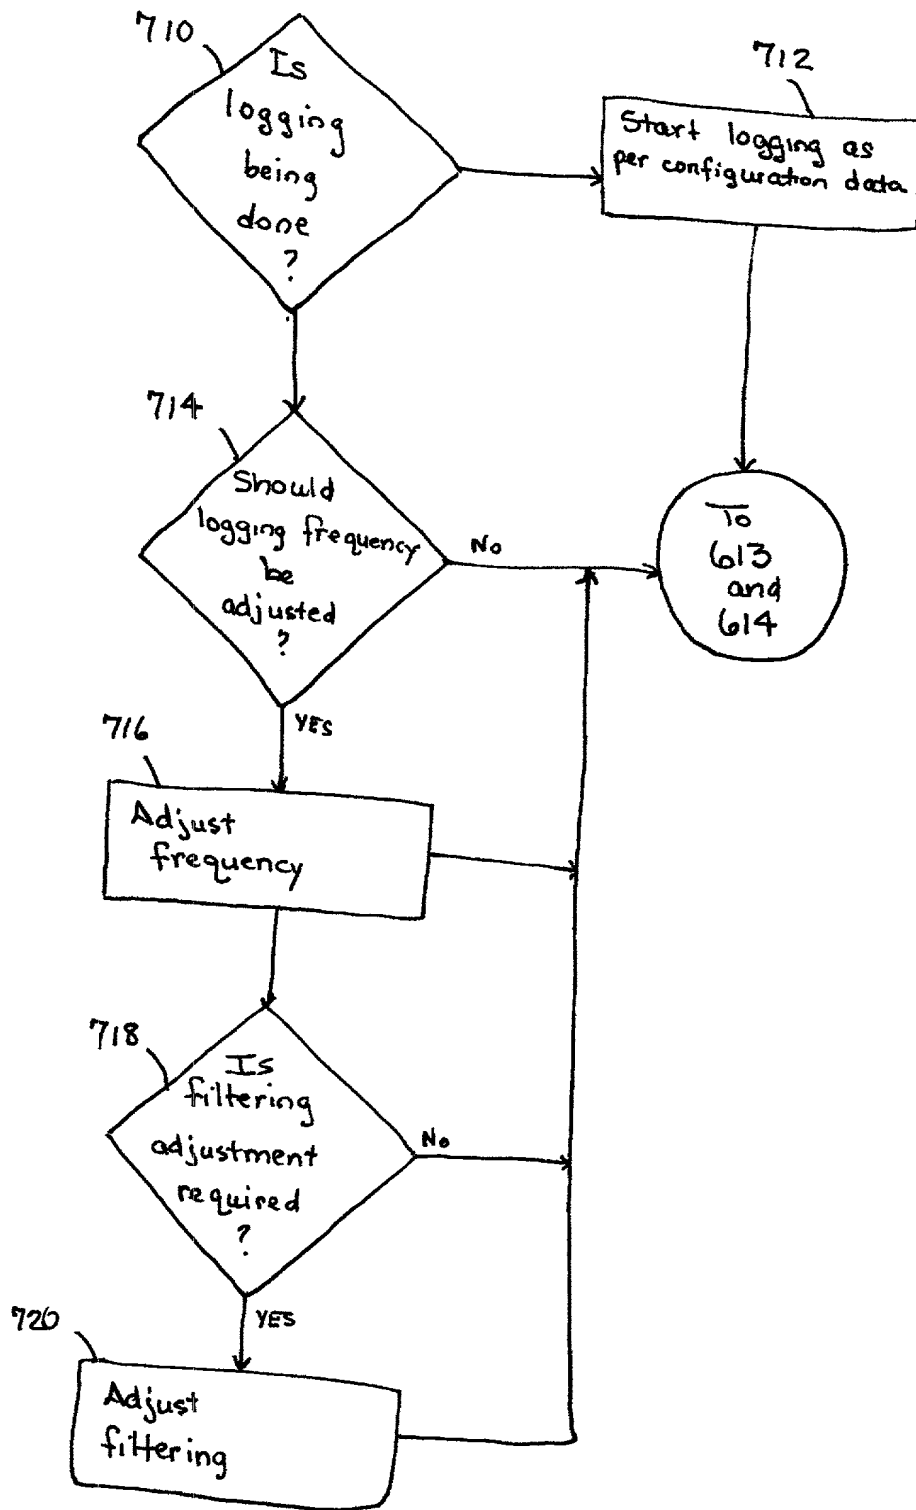 710
Is
logging
being
done
?
712
Start logging as
per configuration data.
714
Should
logging frequency
be
adjusted
?
No
To
613
and
614
YES
716
Adjust
frequency
718
Is
filtering
adjustment
required
?
No
YES
720
Adjust
filtering